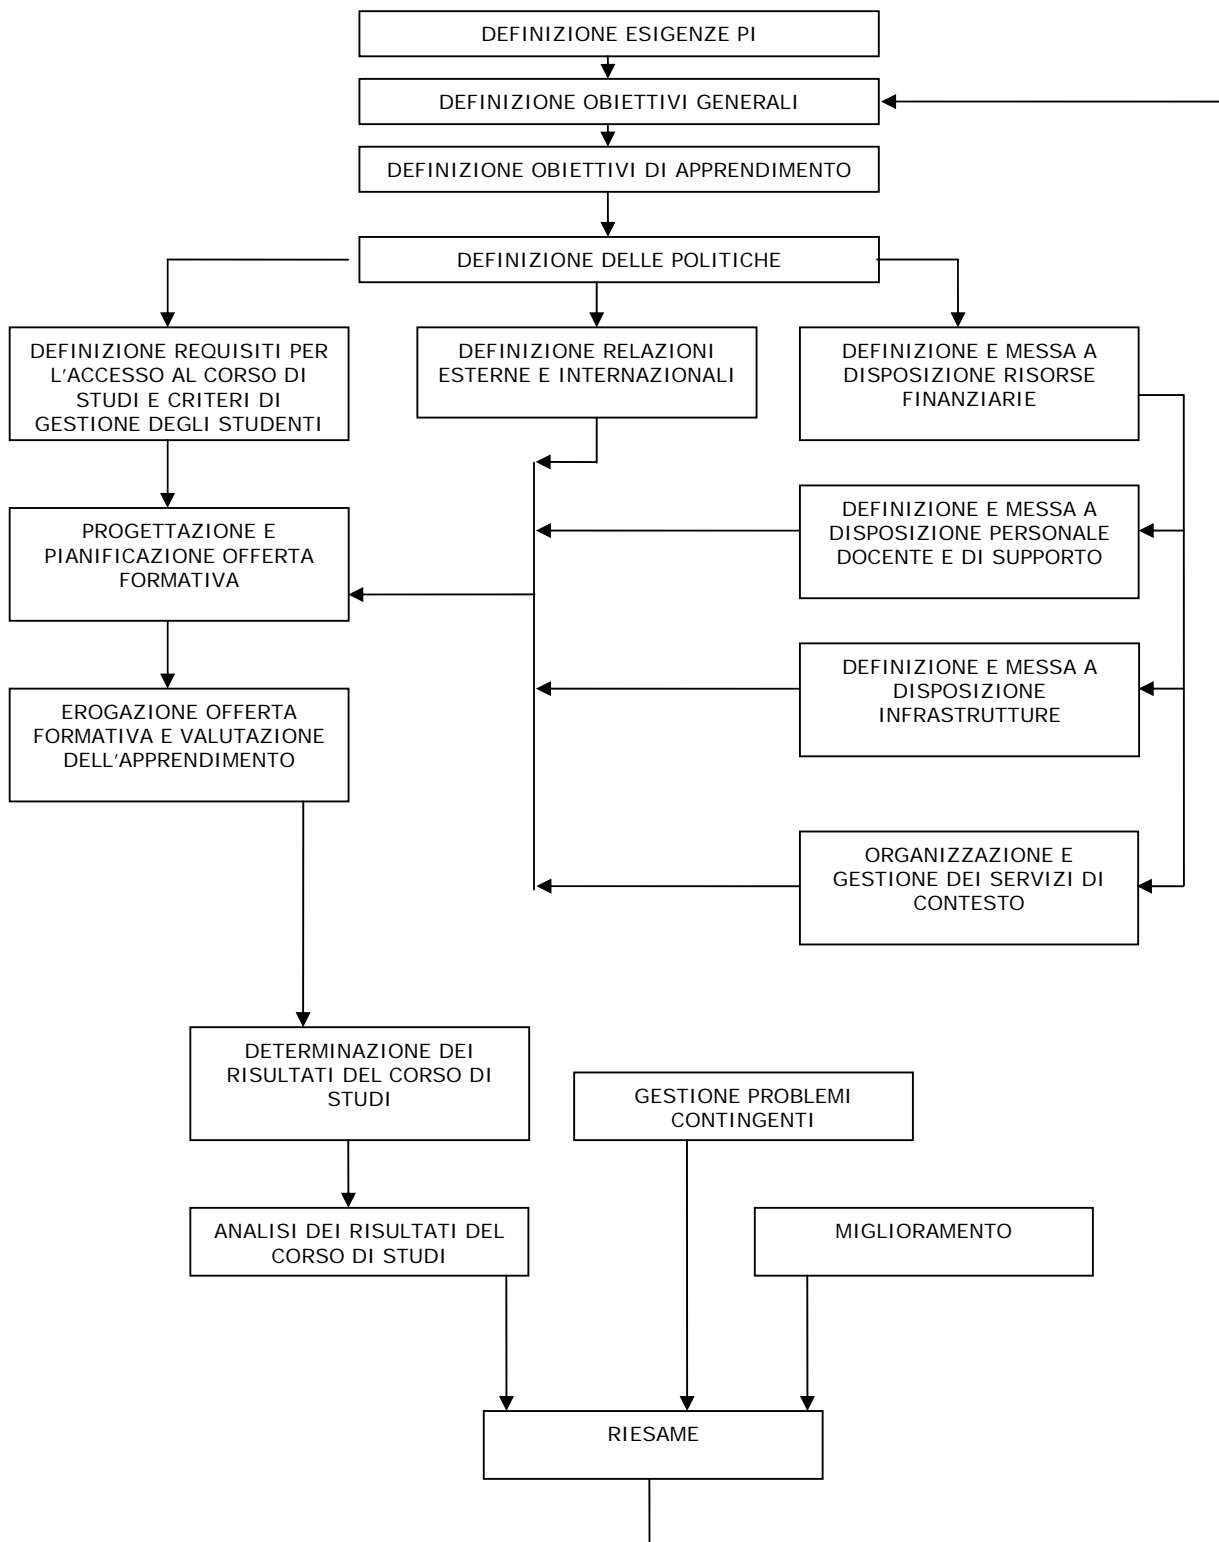 DEFINIZIONE ESIGENZE PI
DEFINIZIONE OBIETTIVI GENERALI
DEFINIZIONE OBIETTIVI DI APPRENDIMENTO
DEFINIZIONE DELLE POLITICHE
DEFINIZIONE REQUISITI PER
L'ACCESSO AL CORSO DI
STUDI E CRITERI DI
GESTIONE DEGLI STUDENTI
DEFINIZIONE RELAZIONI
ESTERNE E INTERNAZIONALI
DEFINIZIONE E MESSA A
DISPOSIZIONE RISORSE
FINANZIARIE
PROGETTAZIONE E
PIANIFICAZIONE OFFERTA
FORMATIVA
DEFINIZIONE E MESSA A
DISPOSIZIONE PERSONALE
DOCENTE E DI SUPPORTO
EROGAZIONE OFFERTA
FORMATIVA E VALUTAZIONE
DELL'APPRENDIMENTO
DEFINIZIONE E MESSA A
DISPOSIZIONE
INFRASTRUTTURE
ORGANIZZAZIONE E
GESTIONE DEI SERVIZI DI
CONTESTO
DETERMINAZIONE DEI
RISULTATI DEL CORSO DI
STUDI
GESTIONE PROBLEMI
CONTINGENTI
ANALISI DEI RISULTATI DEL
CORSO DI STUDI
MIGLIORAMENTO
RIESAME